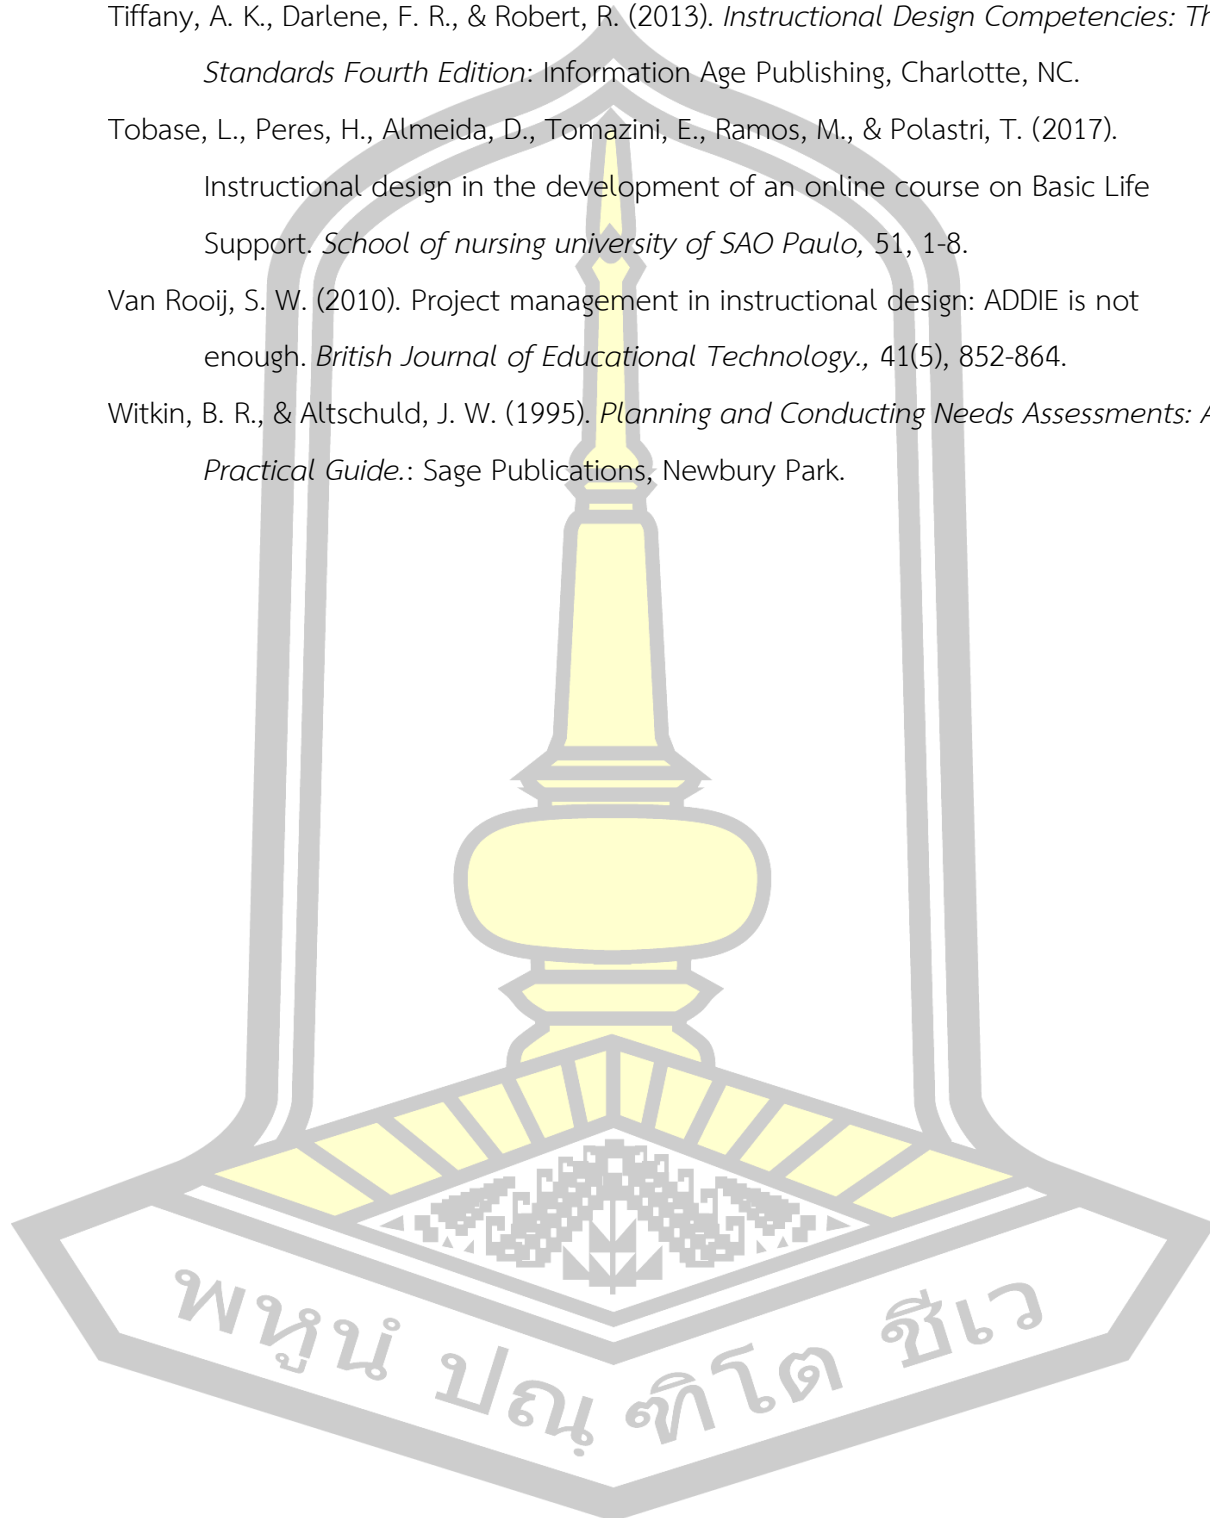 Tiffany, A. K., Darlene, F. R., & Robert, R. (2013). Instructional Design Competencies: Th
Standards Fourth Edition: Information Age Publishing, Charlotte, NC.
Tobase, L., Peres, H., Almeida, D., Tomazini, E., Ramos, M., & Polastri, T. (2017).
Instructional design in the development of an online course on Basic Life
Support. School of nursing university of SAO Paulo, 51, 1-8.
Van Rooij, S. W. (2010). Project management in instructional design: ADDIE is not
enough. British Journal of Educational Technology., 41(5), 852-864.
Witkin, B. R., & Altschuld, J. W. (1995). Planning and Conducting Needs Assessments: A
Practical Guide.: Sage Publications, Newbury Park.
พหูนํ ปณฺ ฑิโต ชีเว